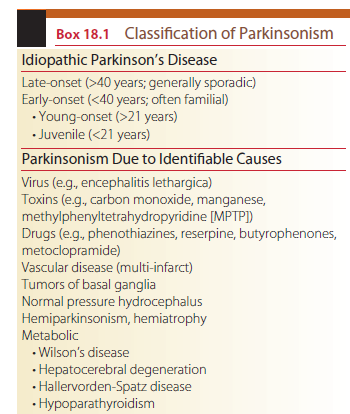 Box 18.1 Classification of Parkinsonism
Idiopathic Parkinson's Disease
Late-onset (>40 years; generally sporadic)
Early-onset (<40 years; often familial)
• Young-onset (>21 years)
• Juvenile (<21 years)
Parkinsonism Due to Identifiable Causes
Virus (e.g., encephalitis lethargica)
Toxins (e.g., carbon monoxide, manganese,
methylphenyltetrahydropyridine [MPTP])
Drugs (e.g., phenothiazines, reserpine, butyrophenones,
metoclopramide)
Vascular disease (multi-infarct)
Tumors of basal ganglia
Normal pressure hydrocephalus
Hemiparkinsonism, hemiatrophy
Metabolic
• Wilson's disease
• Hepatocerebral degeneration
• Hallervorden-Spatz disease
• Hypoparathyroidism